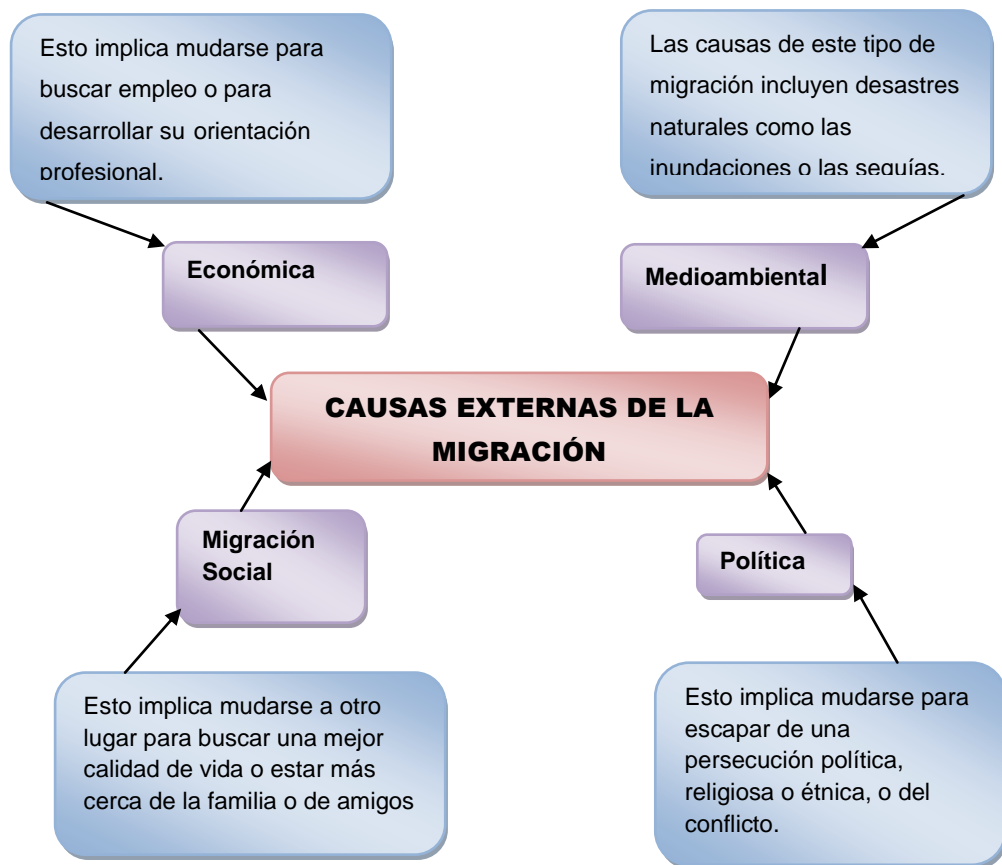 Esto implica mudarse para
buscar empleo o para
desarrollar su orientación
profesional.
Las causas de este tipo de
migración incluyen desastres
naturales como las
inundaciones o las sequías.
Económica
Medioambiental
CAUSAS EXTERNAS DE LA
MIGRACIÓN
Migración
Social
Política
Esto implica mudarse a otro
lugar para buscar una mejor
calidad de vida o estar más
cerca de la familia o de amigos
Esto implica mudarse para
escapar de una
persecución política,
religiosa o étnica, o del
conflicto.